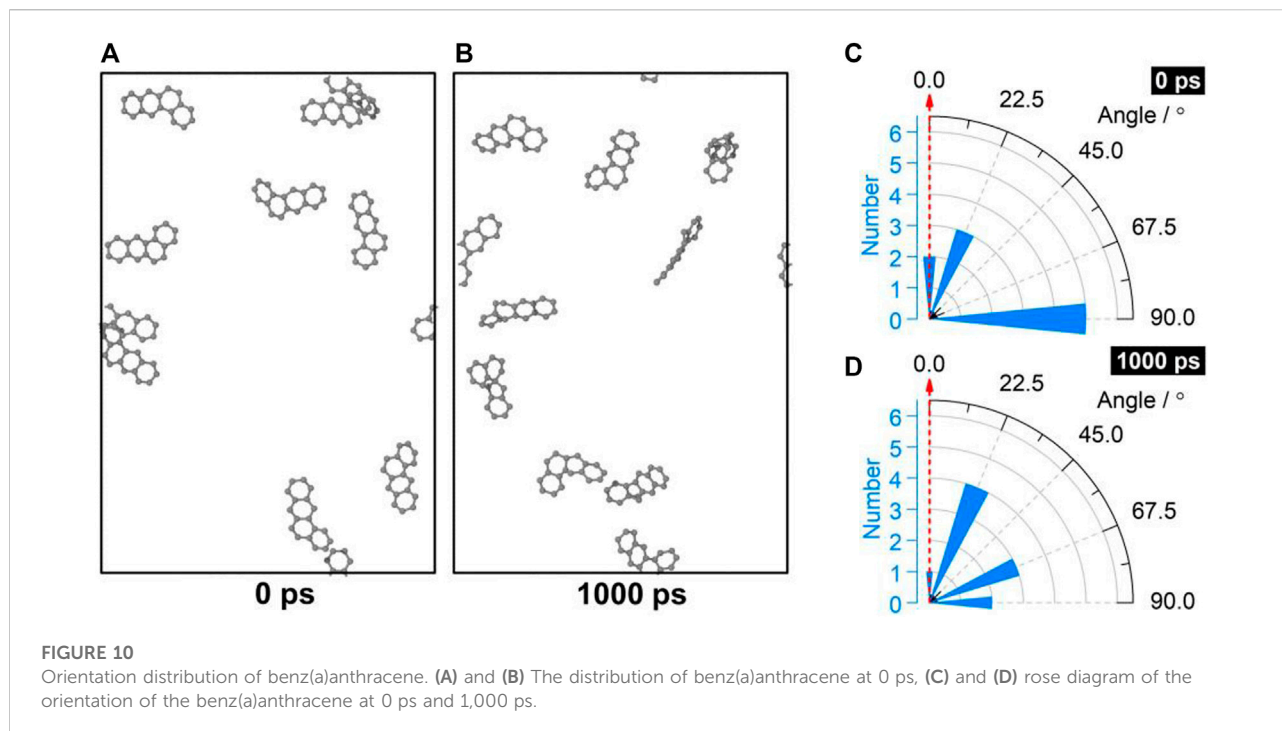 A
B
0 ps
1000 ps
C
0.0
0 ps
22.5
Angle / °
6
45.0
5
4
3
67.5
2
1
0
90.0
Number
D
0.0
1000 ps
22.5
Angle / °
6
45.0
5
4
3
67.5
2
1
0
90.0
Number
FIGURE 10
Orientation distribution of benz(a)anthracene. (A) and (B) The distribution of benz(a)anthracene at 0 ps, (C) and (D) rose diagram of the
orientation of the benz(a)anthracene at 0 ps and 1,000 ps.